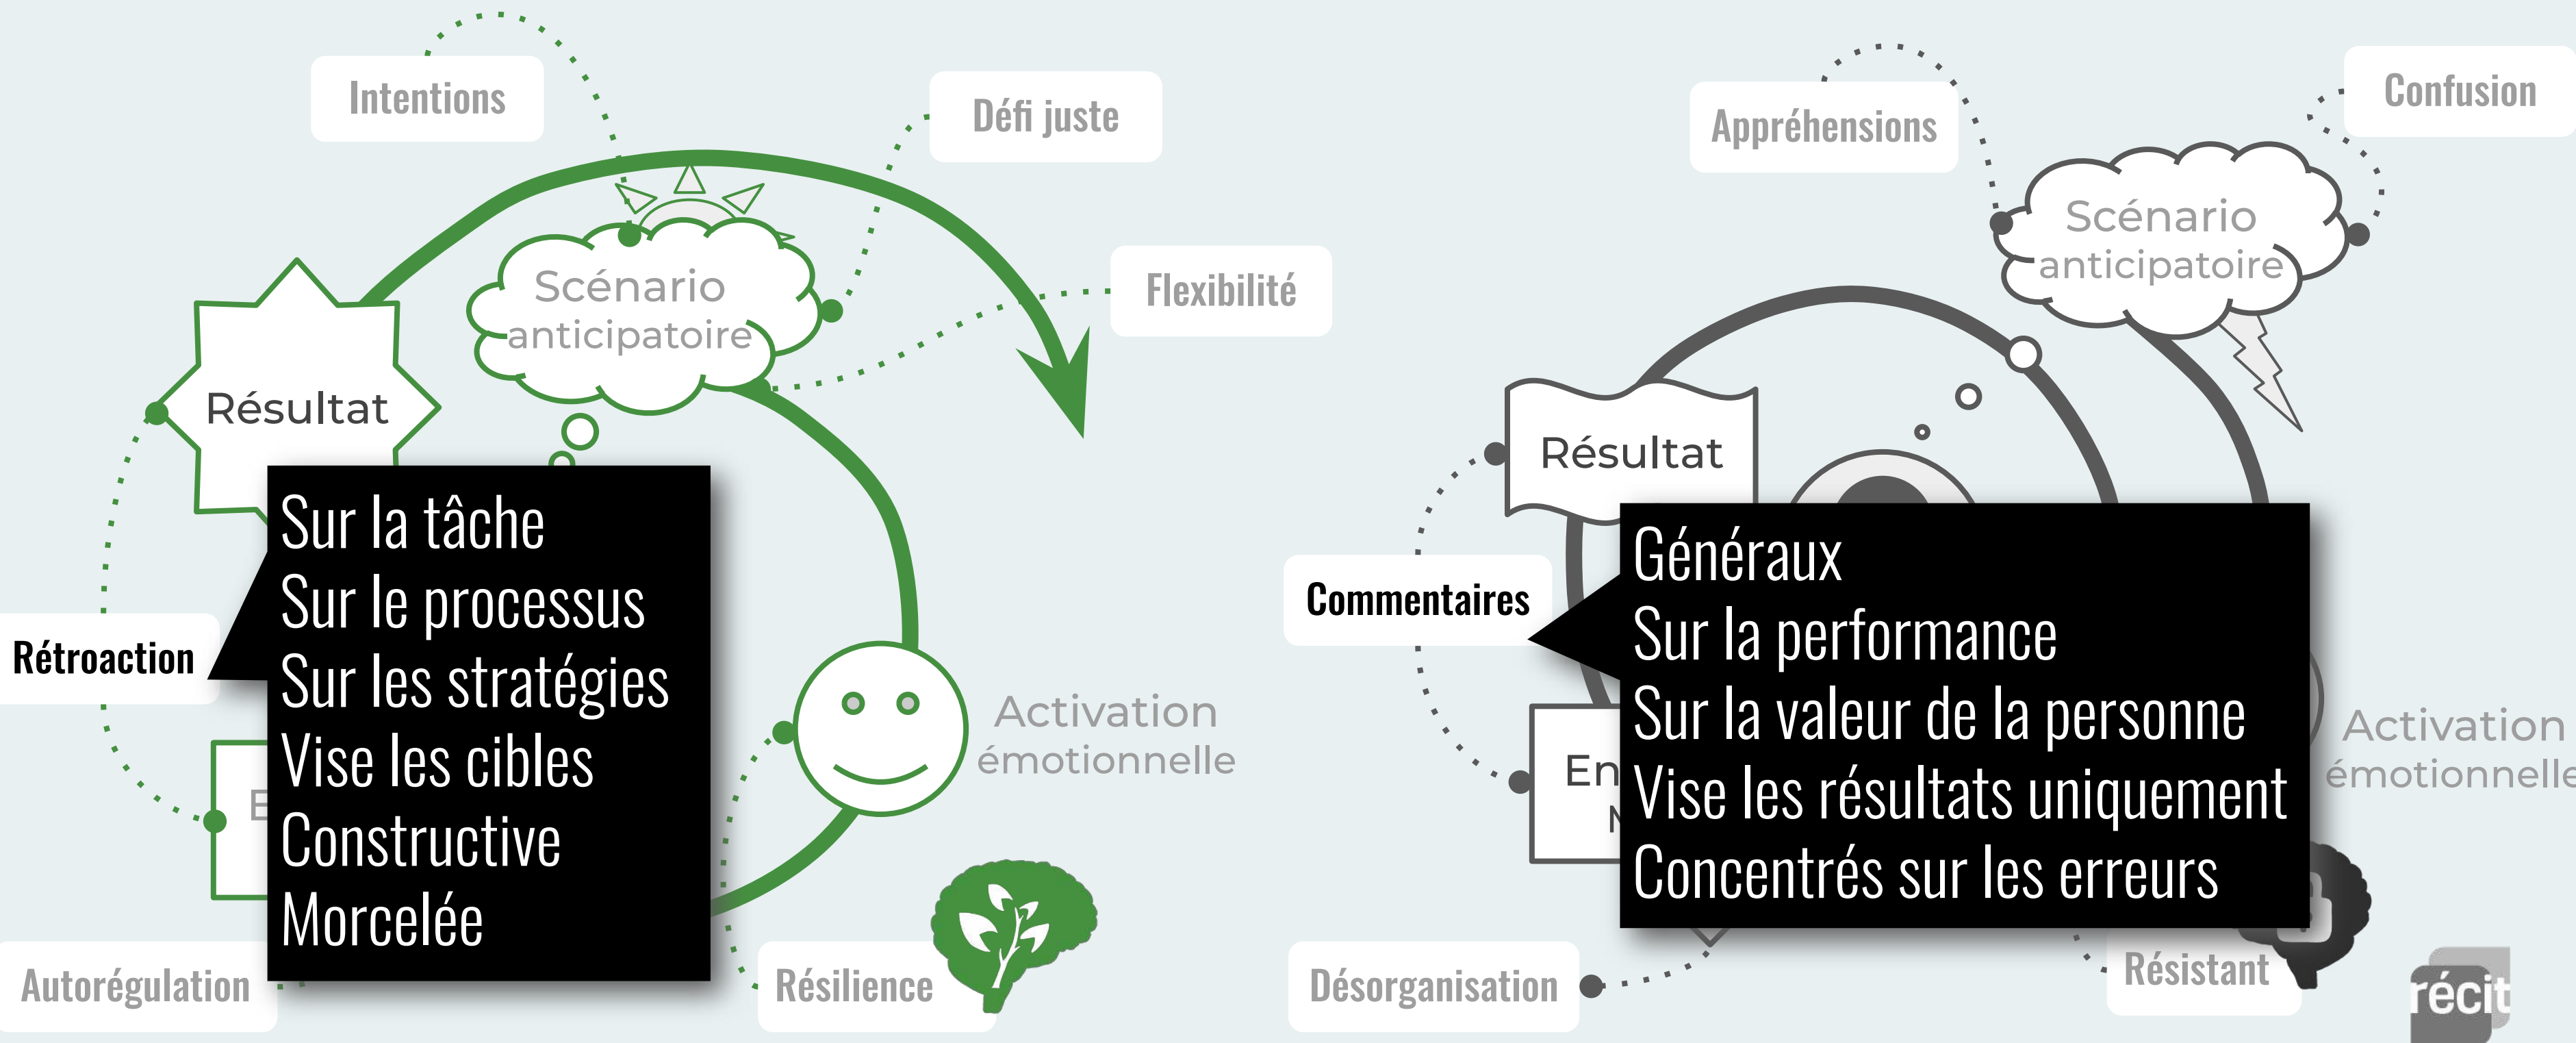 Intentions
Défi juste
Scénario
anticipatoire
Flexibilité
Résultat
Sur la tâche
Sur le processus
Sur les stratégies
Vise les cibles
Constructive
Morcelée
Rétroaction
Activation
émotionnelle
Autorégulation
Résilience
Appréhensions
Confusion
Scénario
anticipatoire
Résultat
Commentaires
Généraux
Sur la performance
Sur la valeur de la personne
Vise les résultats uniquement
Concentrés sur les erreurs
Activation
émotionnelle
Désorganisation
Résistant
récit